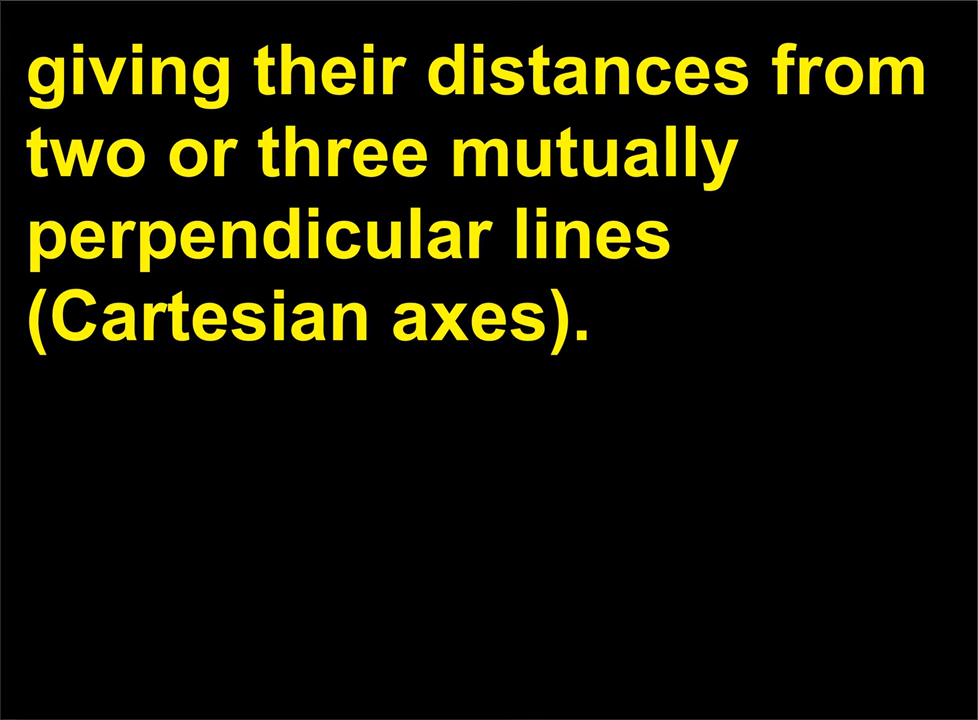 giving their distances from
two or three mutually
perpendicular lines
(Cartesian axes).